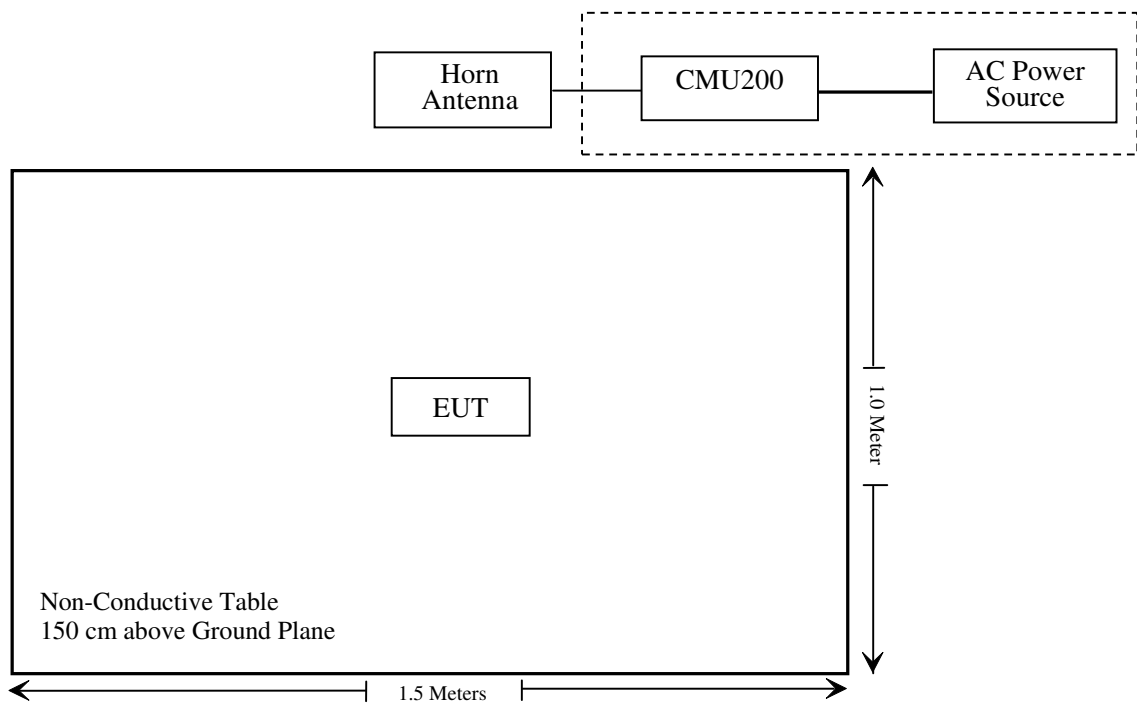 Horn
Antenna
CMU200
AC Power
Source
EUT
1.0 Meter
Non-Conductive Table
150 cm above Ground Plane
1.5 Meters